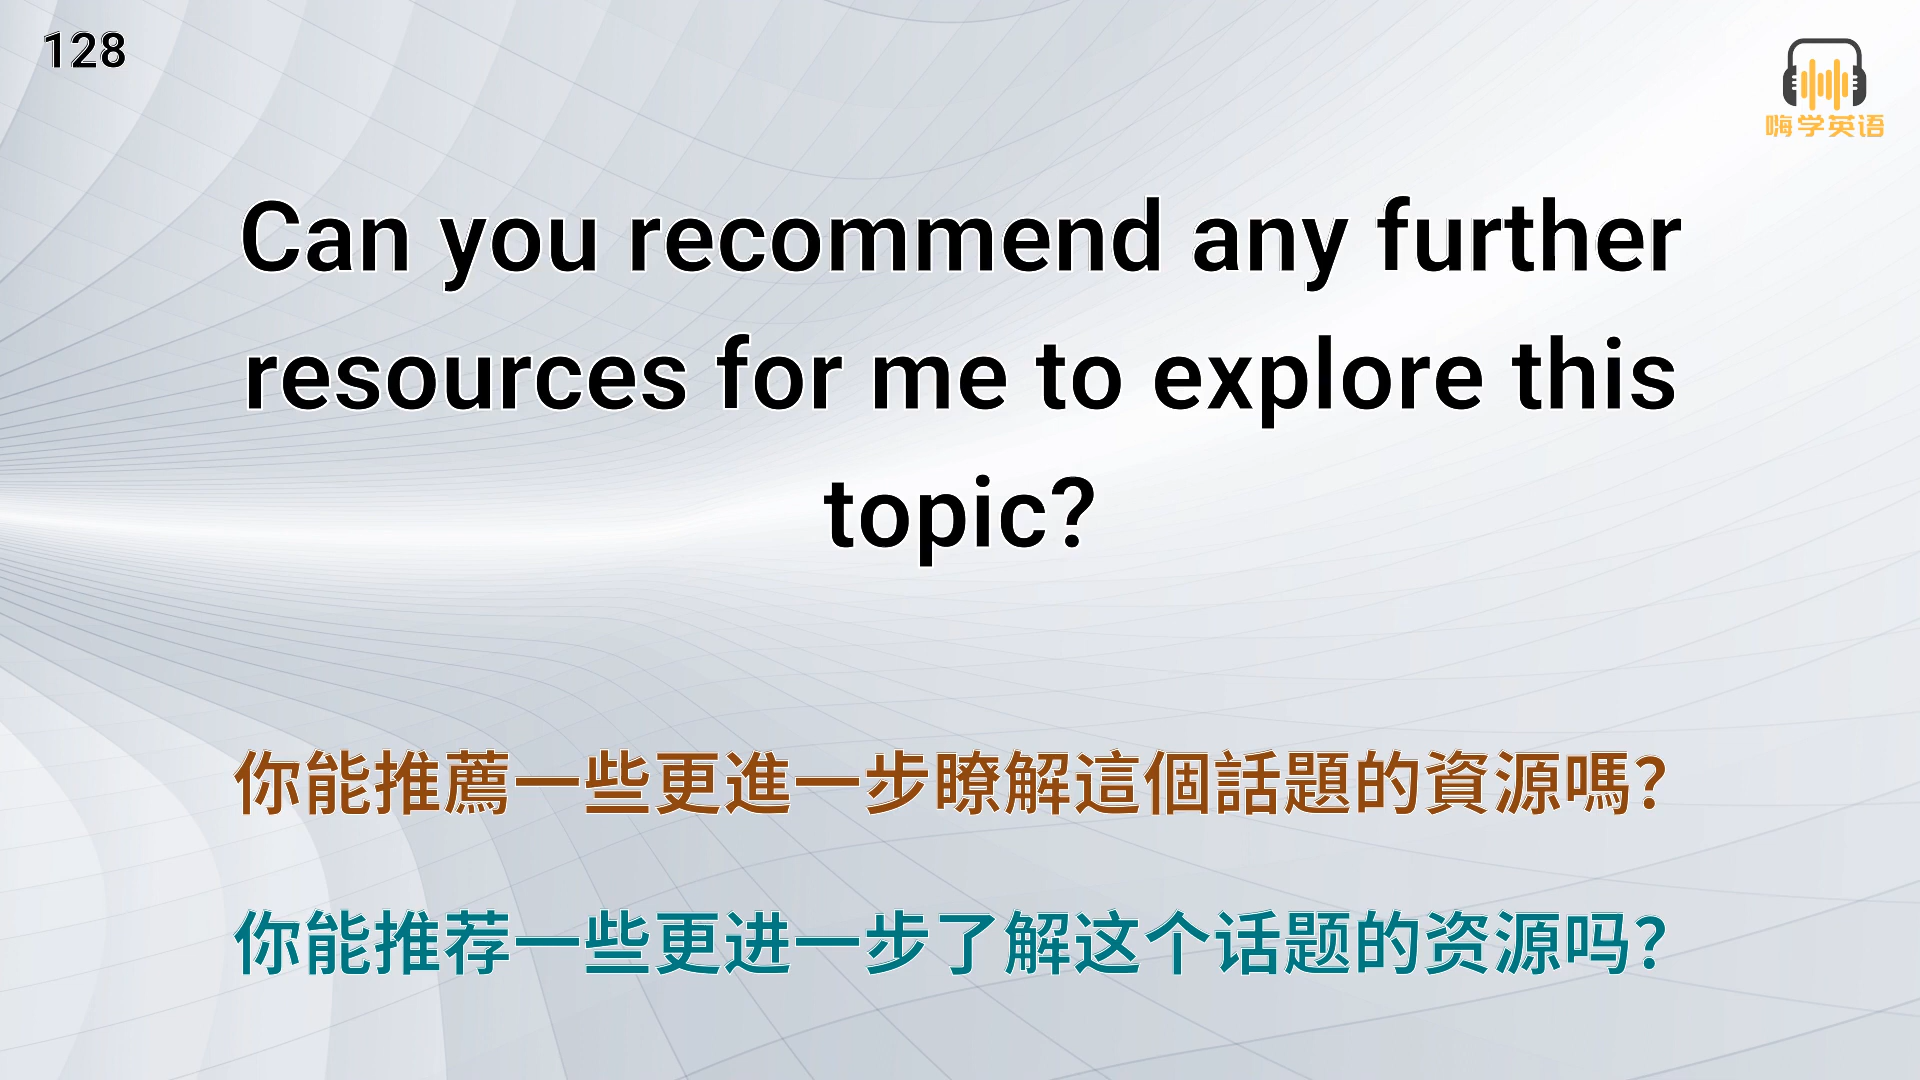 128
嗨学英语
Can you recommend any further
resources for me to explore this
topic?
你能推薦一些更進一步瞭解這個話題的資源嗎?
你能推荐一些更进一步了解这个话题的资源吗?